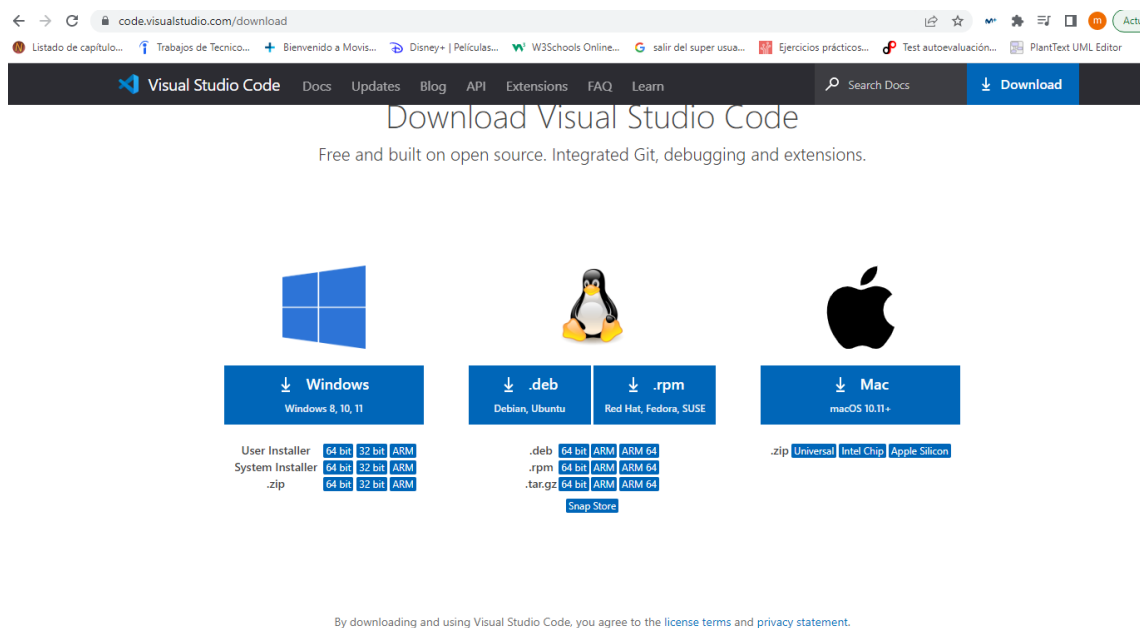 code.visualstudio.com/download
m
Actu
Listado de capítulo... Trabajos de Tecnico... Bienvenido a Movis... Disney+ | Películas... W3Schools Online... salir del super usua... Ejercicios prácticos... Test autoevaluación... PlantText UML Editor
Visual Studio Code Docs Updates Blog API Extensions FAQ Learn Search Docs Download
Download Visual Studio Code
Free and built on open source. Integrated Git, debugging and extensions.
Windows
Windows 8, 10, 11
User Installer 64 bit 32 bit ARM
System Installer 64 bit 32 bit ARM
.zip 64 bit 32 bit ARM
.deb
Debian, Ubuntu
.rpm
Red Hat, Fedora, SUSE
.deb 64 bit ARM ARM 64
.rpm 64 bit ARM ARM 64
.tar.gz 64 bit ARM ARM 64
Snap Store
Mac
macOS 10.11+
.zip Universal Intel Chip Apple Silicon
By downloading and using Visual Studio Code, you agree to the license terms and privacy statement.